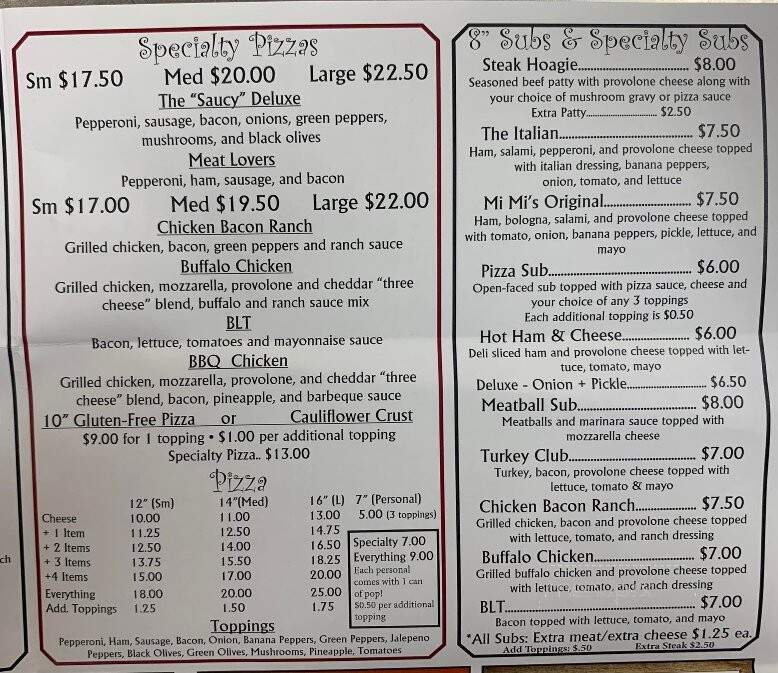 Specialty Pizzas
Sm $17.50 Med $20.00 Large $22.50
The "Saucy" Deluxe
Pepperoni, sausage, bacon, onions, green peppers,
mushrooms, and black olives
Meat Lovers
Pepperoni, ham, sausage, and bacon
Sm $17.00 Med $19.50 Large $22.00
Chicken Bacon Ranch
Grilled chicken, bacon, green peppers and ranch sauce
Buffalo Chicken
Grilled chicken, mozzarella, provolone and cheddar "three
cheese" blend, buffalo and ranch sauce mix
BLT
Bacon, lettuce, tomatoes and mayonnaise sauce
BBQ Chicken
Grilled chicken, mozzarella, provolone, and cheddar "three
cheese" blend, bacon, pineapple, and barbeque sauce
10" Gluten-Free Pizza or Cauliflower Crust
$9.00 for 1 topping • $1.00 per additional topping
Specialty Pizza.. $13.00
Pizza
12" (Sm) 14"(Med) 16" (L) 7" (Personal)
Cheese 10.00 11.00 13.00 5.00 (3 toppings)
+ 1 Item 11.25 12.50 14.75
+ 2 Items 12.50 14.00 16.50
+ 3 Items 13.75 15.50 18.25
+4 Items 15.00 17.00 20.00
Everything 18.00 20.00 25.00
Add. Toppings 1.25 1.50 1.75
Specialty 7.00
Everything 9.00
Each personal
comes with 1 can
of pop!
$0.50 per additional
topping
Toppings
Pepperoni, Ham, Sausage, Bacon, Onion, Banana Peppers, Green Peppers, Jalepeno
Peppers, Black Olives, Green Olives, Mushrooms, Pineapple, Tomatoes
8" Subs & Specialty Subs
Steak Hoagie.............................. $8.00
Seasoned beef patty with provolone cheese along with
your choice of mushroom gravy or pizza sauce
Extra Patty........................ $2.50
The Italian.................................... $7.50
Ham, salami, pepperoni, and provolone cheese topped
with italian dressing, banana peppers,
onion, tomato, and lettuce
Mi Mi's Original........................ $7.50
Ham, bologna, salami, and provolone cheese topped
with tomato, onion, banana peppers, pickle, lettuce, and
mayo
Pizza Sub...................................... $6.00
Open-faced sub topped with pizza sauce, cheese and
your choice of any 3 toppings
Each additional topping is $0.50
Hot Ham & Cheese.................. $6.00
Deli sliced ham and provolone cheese topped with let-
tuce, tomato, mayo
Deluxe - Onion + Pickle........................ $6.50
Meatball Sub................................ $8.00
Meatballs and marinara sauce topped with
mozzarella cheese
Turkey Club.................................. $7.00
Turkey, bacon, provolone cheese topped with
lettuce, tomato & mayo
Chicken Bacon Ranch................ $7.50
Grilled chicken, bacon and provolone cheese topped
with lettuce, tomato, and ranch dressing
Buffalo Chicken........................... $7.00
Grilled buffalo chicken and provolone cheese topped
with lettuce, tomato, and ranch dressing
BLT.................................................... $7.00
Bacon topped with lettuce, tomato, and mayo
*All Subs: Extra meat/extra cheese $1.25 ea.
Add Toppings: $.50 Extra Steak $2.50
ch